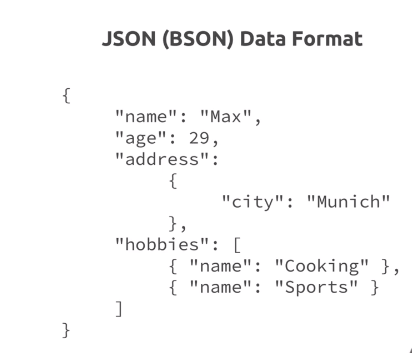 JSON (BSON) Data Format
{
"name": "Max",
"age": 29,
"address":
{
"city": "Munich"
},
"hobbies": [
{ "name": "Cooking" },
{ "name": "Sports" }
]
}